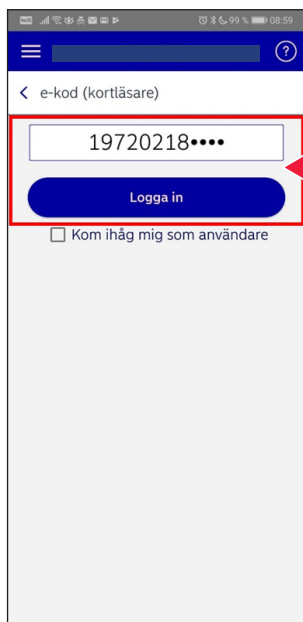 99 % 08:59
?
e-kod (kortläsare)
19720218••••
Logga in
Kom ihåg mig som användare